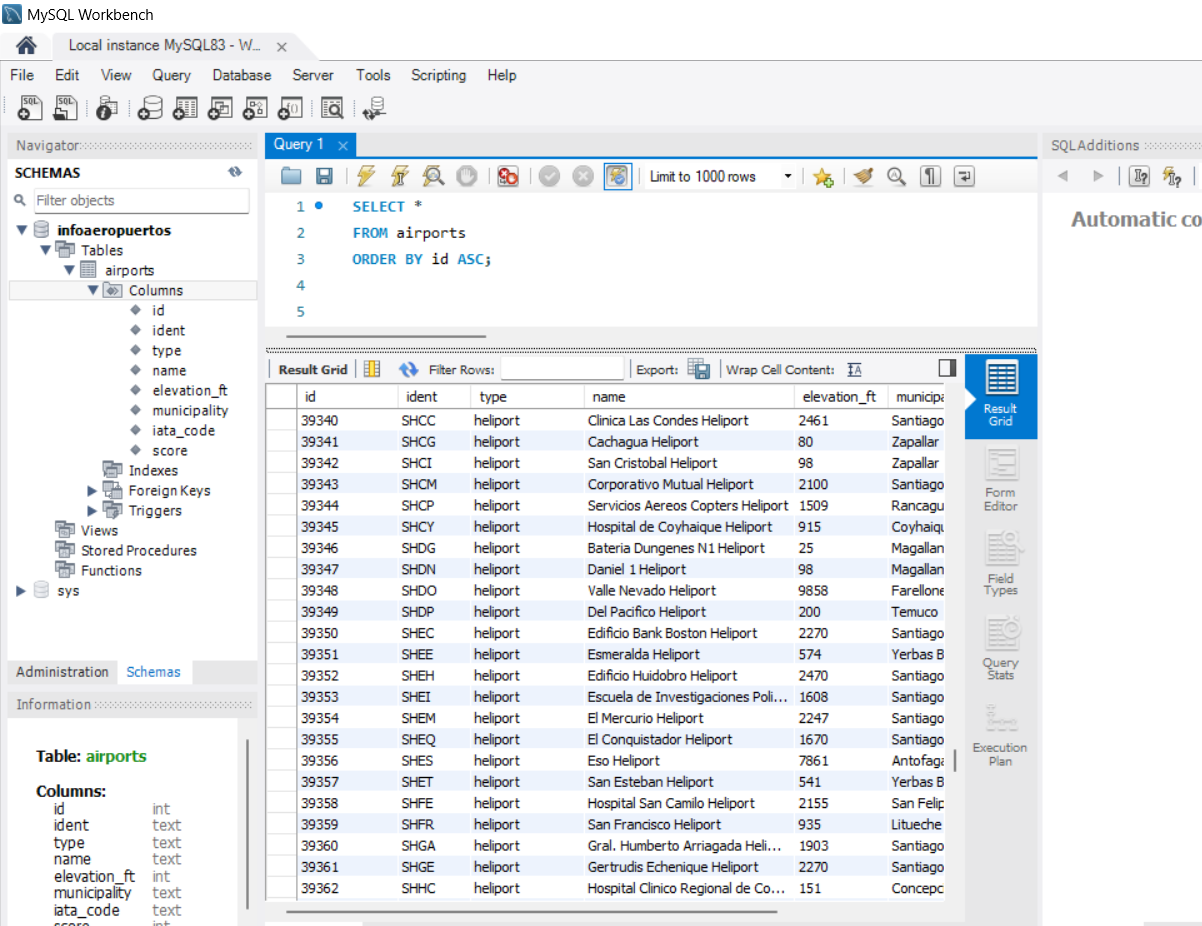 MySQL Workbench
Local instance MySQL83 - W...
File Edit View Query Database Server Tools Scripting Help
Navigator
SCHEMAS
Filter objects
infoaeropuertos
Tables
airports
Columns
id
ident
type
name
elevation_ft
municipality
iata_code
score
Indexes
Foreign Keys
Triggers
Views
Stored Procedures
Functions
sys
Administration Schemas
Information
Table: airports
Columns:
id int
ident text
type text
name text
elevation_ft int
municipality text
iata_code text
score int
Query 1
Limit to 1000 rows
1 SELECT *
2 FROM airports
3 ORDER BY id ASC;
4
5
Result Grid Filter Rows: Export: Wrap Cell Content:
id ident type name elevation_ft municipa
39340 SHCC heliport Clinica Las Condes Heliport 2461 Santiago
39341 SHCG heliport Cachagua Heliport 80 Zapallar
39342 SHCI heliport San Cristobal Heliport 98 Zapallar
39343 SHCM heliport Corporativo Mutual Heliport 2100 Santiago
39344 SHCP heliport Servicios Aereos Copters Heliport 1509 Rancagu
39345 SHCY heliport Hospital de Coyhaique Heliport 915 Coyhaiqu
39346 SHDG heliport Bateria Dungenes N1 Heliport 25 Magallan
39347 SHDN heliport Daniel 1 Heliport 98 Magallan
39348 SHDO heliport Valle Nevado Heliport 9858 Farellone
39349 SHDP heliport Del Pacifico Heliport 200 Temuco
39350 SHEC heliport Edificio Bank Boston Heliport 2270 Santiago
39351 SHEE heliport Esmeralda Heliport 574 Yerbas B
39352 SHEH heliport Edificio Huidobro Heliport 2470 Santiago
39353 SHEI heliport Escuela de Investigaciones Poli... 1608 Santiago
39354 SHEM heliport El Mercurio Heliport 2247 Santiago
39355 SHEQ heliport El Conquistador Heliport 1670 Santiago
39356 SHES heliport Eso Heliport 7861 Antofaga
39357 SHET heliport San Esteban Heliport 541 Yerbas B
39358 SHFE heliport Hospital San Camilo Heliport 2155 San Felip
39359 SHFR heliport San Francisco Heliport 935 Litueche
39360 SHGA heliport Gral. Humberto Arriagada Heli... 1903 Santiago
39361 SHGE heliport Gertrudis Echenique Heliport 2270 Santiago
39362 SHHC heliport Hospital Clinico Regional de Co... 151 Concepc
Result
Grid
Form
Editor
Field
Types
Query
Stats
Execution
Plan
SQLAdditions
Automatic co